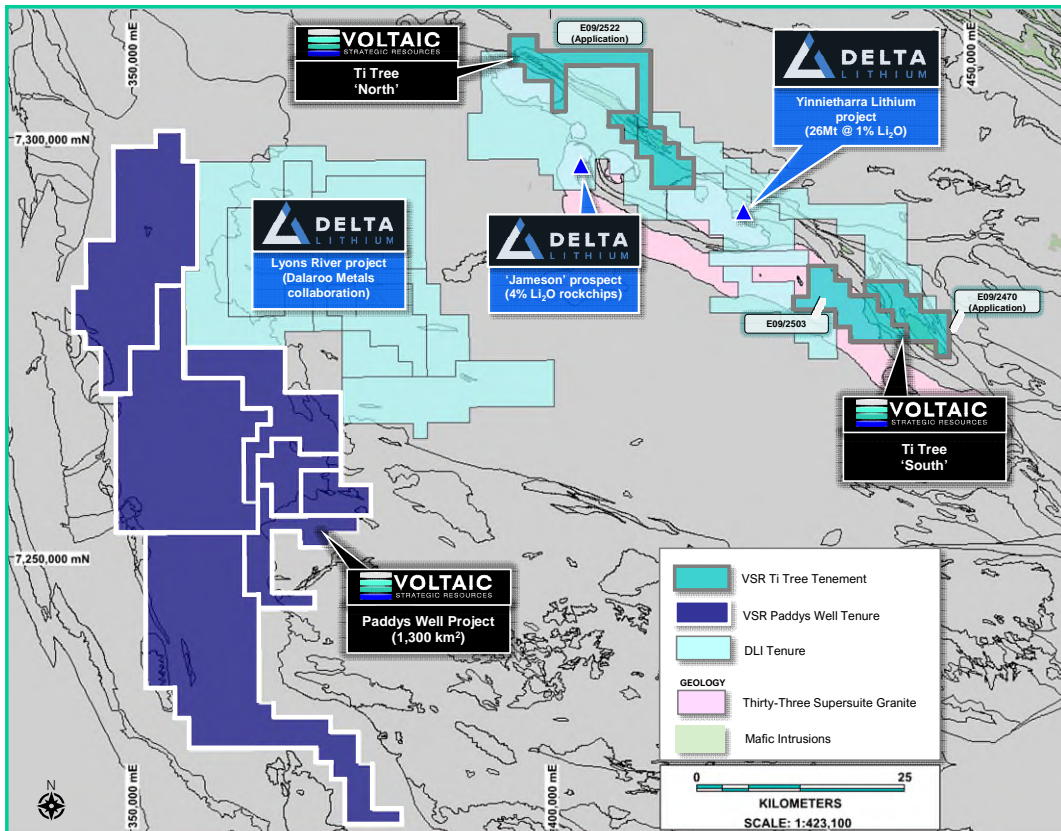 350,000 mE
450,000 mE
VOLTAIC
STRATEGIC RESOURCES
Ti Tree
'North'
E09/2522
(Application)
DELTA
LITHIUM
Yinnietharra Lithium
project
(26Mt @ 1% Li₂O)
7,300,000 mN
DELTA
LITHIUM
Lyons River project
(Dalaroo Metals
collaboration)
DELTA
LITHIUM
'Jameson' prospect
(4% Li₂O rockchips)
E09/2503
E09/2470
(Application)
VOLTAIC
STRATEGIC RESOURCES
Ti Tree
'South'
7,250,000 mN
VOLTAIC
STRATEGIC RESOURCES
Paddys Well Project
(1,300 km²)
VSR Ti Tree Tenement
VSR Paddys Well Tenure
DLI Tenure
GEOLOGY
Thirty-Three Supersuite Granite
Mafic Intrusions
0 25
KILOMETERS
SCALE: 1:423,100
N
350,000 mE
400,000 mE